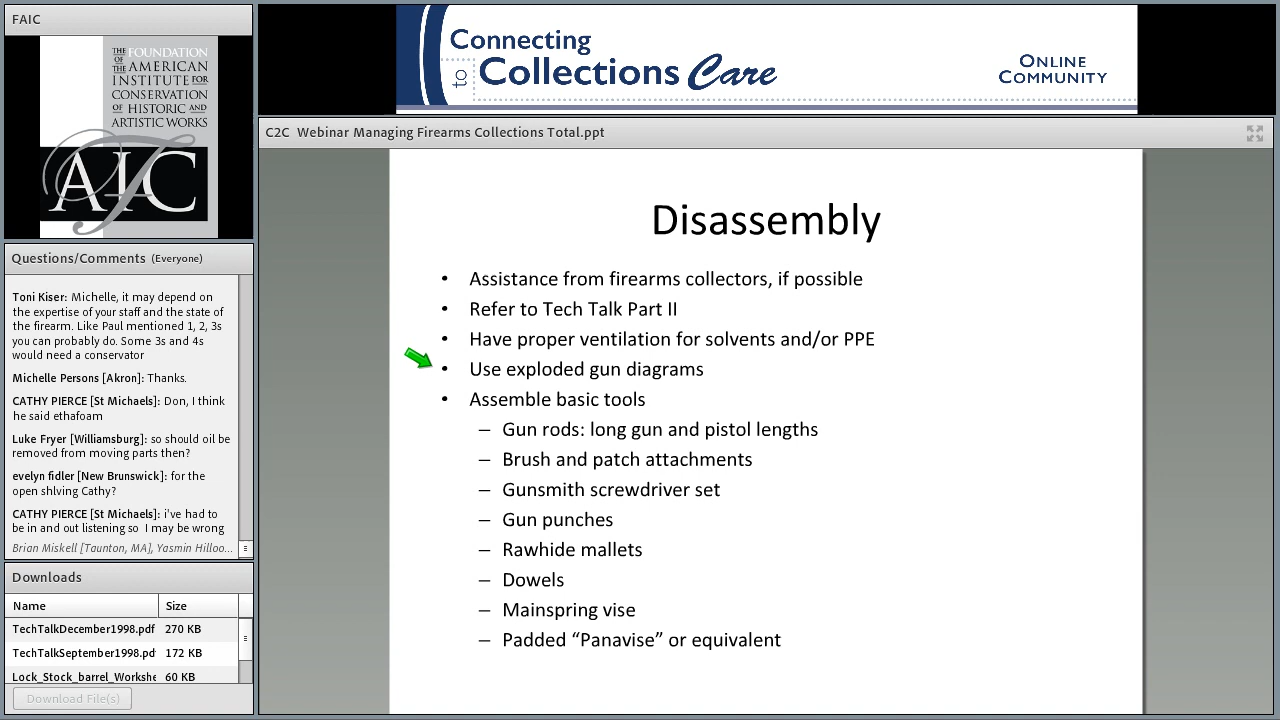 FAIC
THE FOUNDATION
OF THE AMERICAN
INSTITUTE FOR
CONSERVATION
OF HISTORIC AND
ARTISTIC WORKS
AIC
Connecting
to Collections Care
ONLINE
COMMUNITY
Questions/Comments (Everyone)
Toni Kiser: Michelle, it may depend on
the expertise of your staff and the state of
the firearm. Like Paul mentioned 1, 2, 3s
you can probably do. Some 3s and 4s
would need a conservator
Michelle Persons [Akron]: Thanks.
CATHY PIERCE [St Michaels]: Don, I think
he said ethafoam
Luke Fryer [Williamsburg]: so should oil be
removed from moving parts then?
evelyn fidler [New Brunswick]: for the
open shlving Cathy?
CATHY PIERCE [St Michaels]: i've had to
be in and out listening so I may be wrong
Brian Miskell [Taunton, MA], Yasmin Hilloo...
Downloads
Name Size
TechTalkDecember1998.pdf 270 KB
TechTalkSeptember1998.pd 172 KB
Lock_Stock_barrel_Workshe 60 KB
Download File(s)
C2C Webinar Managing Firearms Collections Total.ppt
Disassembly
• Assistance from firearms collectors, if possible
• Refer to Tech Talk Part II
• Have proper ventilation for solvents and/or PPE
• Use exploded gun diagrams
• Assemble basic tools
– Gun rods: long gun and pistol lengths
– Brush and patch attachments
– Gunsmith screwdriver set
– Gun punches
– Rawhide mallets
– Dowels
– Mainspring vise
– Padded “Panavise” or equivalent